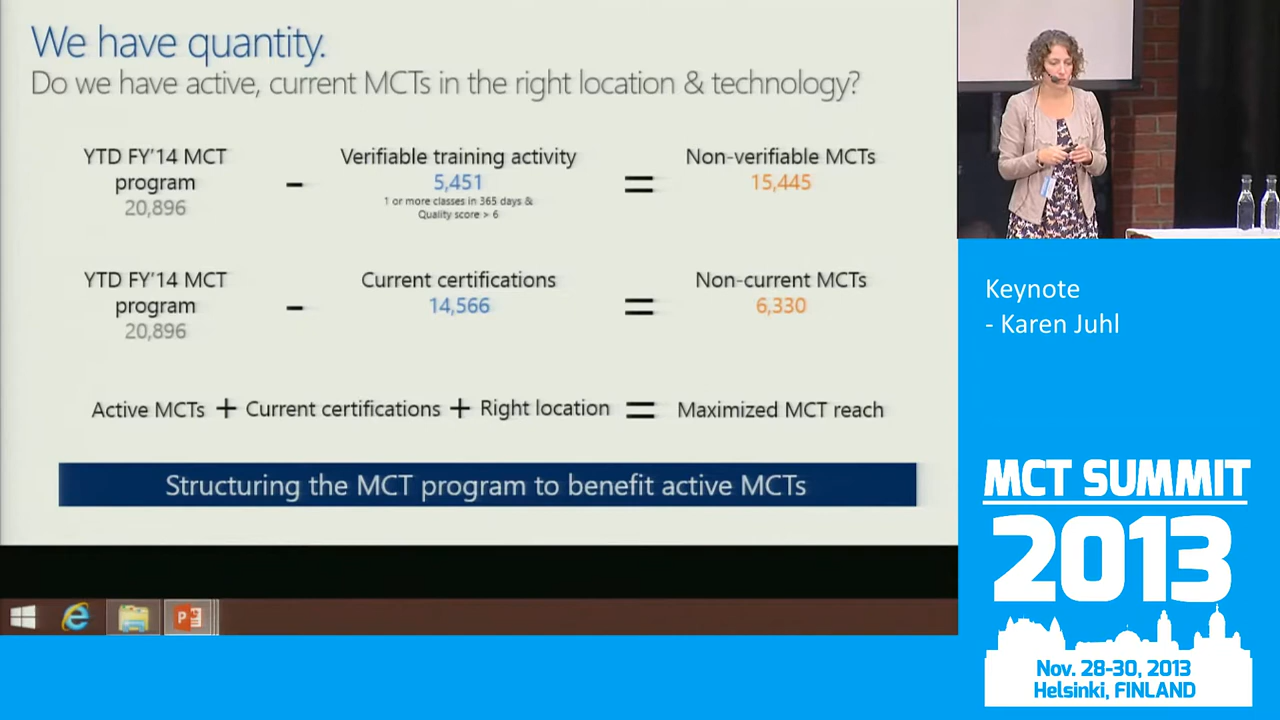 We have quantity.
Do we have active, current MCTs in the right location & technology?
YTD FY'14 MCT
program
20,896
-
Verifiable training activity
5,451
1 or more classes in 365 days &
Quality score > 6
=
Non-verifiable MCTs
15,445
YTD FY'14 MCT
program
20,896
-
Current certifications
14,566
=
Non-current MCTs
6,330
Active MCTs + Current certifications + Right location = Maximized MCT reach
Structuring the MCT program to benefit active MCTs
Keynote
- Karen Juhl
MCT SUMMIT
2013
Nov. 28-30, 2013
Helsinki, FINLAND